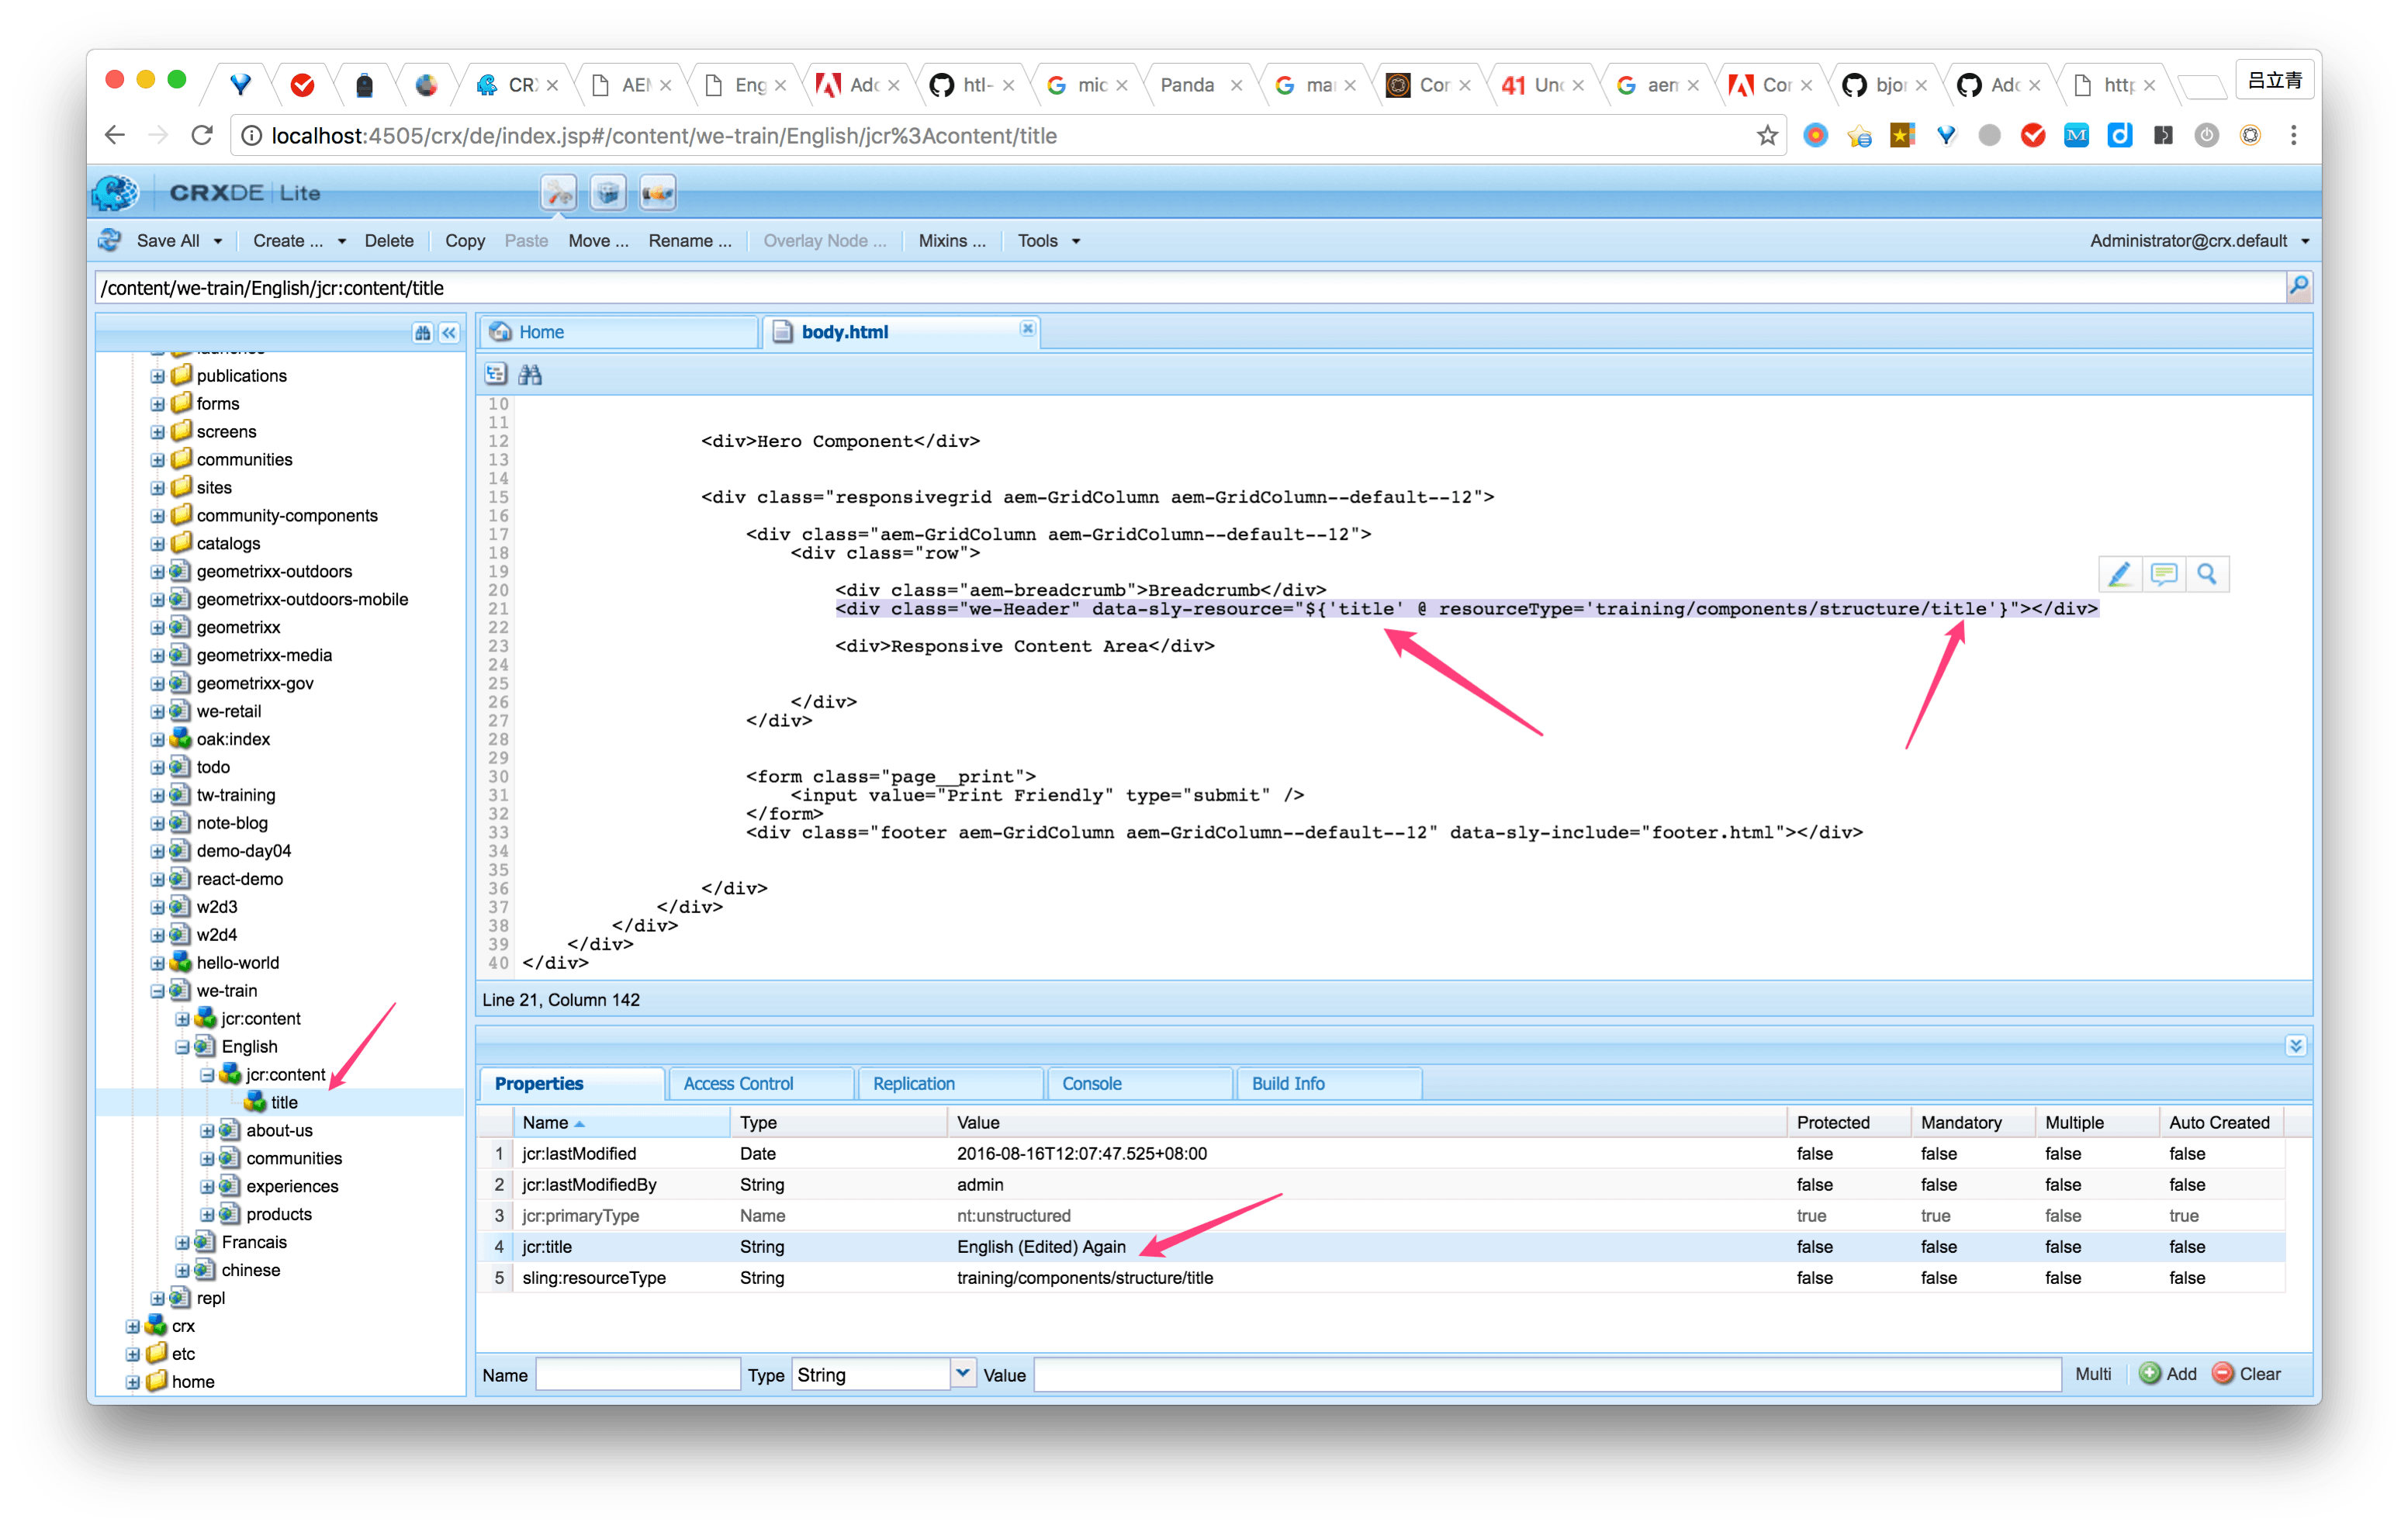 CRX AEM Eng Ado htl- mic Panda mar Cor Und aem Cor bjor Ado http 吕立青
localhost:4505/crx/de/index.jsp#/content/we-train/English/jcr%3Acontent/title
CRXDE | Lite
Save All Create ... Delete Copy Paste Move ... Rename ... Overlay Node ... Mixins ... Tools Administrator@crx.default
/content/we-train/English/jcr:content/title
Home body.html
publications
forms
screens
communities
sites
community-components
catalogs
geometrixx-outdoors
geometrixx-outdoors-mobile
geometrixx
geometrixx-media
geometrixx-gov
we-retail
oak:index
todo
tw-training
note-blog
demo-day04
react-demo
w2d3
w2d4
hello-world
we-train
jcr:content
English
jcr:content
title
about-us
communities
experiences
products
Francais
chinese
repl
crx
etc
home
10
11
12 <div>Hero Component</div>
13
14
15 <div class="responsivegrid aem-GridColumn aem-GridColumn--default--12">
16
17 <div class="aem-GridColumn aem-GridColumn--default--12">
18 <div class="row">
19
20 <div class="aem-breadcrumb">Breadcrumb</div>
21 <div class="we-Header" data-sly-resource="${'title' @ resourceType='training/components/structure/title'}"></div>
22
23 <div>Responsive Content Area</div>
24
25
26 </div>
27 </div>
28
29
30 <form class="page__print">
31 <input value="Print Friendly" type="submit" />
32 </form>
33 <div class="footer aem-GridColumn aem-GridColumn--default--12" data-sly-include="footer.html"></div>
34
35
36 </div>
37 </div>
38 </div>
39 </div>
40 </div>
Line 21, Column 142
Properties Access Control Replication Console Build Info
Name Type Value Protected Mandatory Multiple Auto Created
1 jcr:lastModified Date 2016-08-16T12:07:47.525+08:00 false false false false
2 jcr:lastModifiedBy String admin false false false false
3 jcr:primaryType Name nt:unstructured true true false true
4 jcr:title String English (Edited) Again false false false false
5 sling:resourceType String training/components/structure/title false false false false
Name Type String Value Multi Add Clear